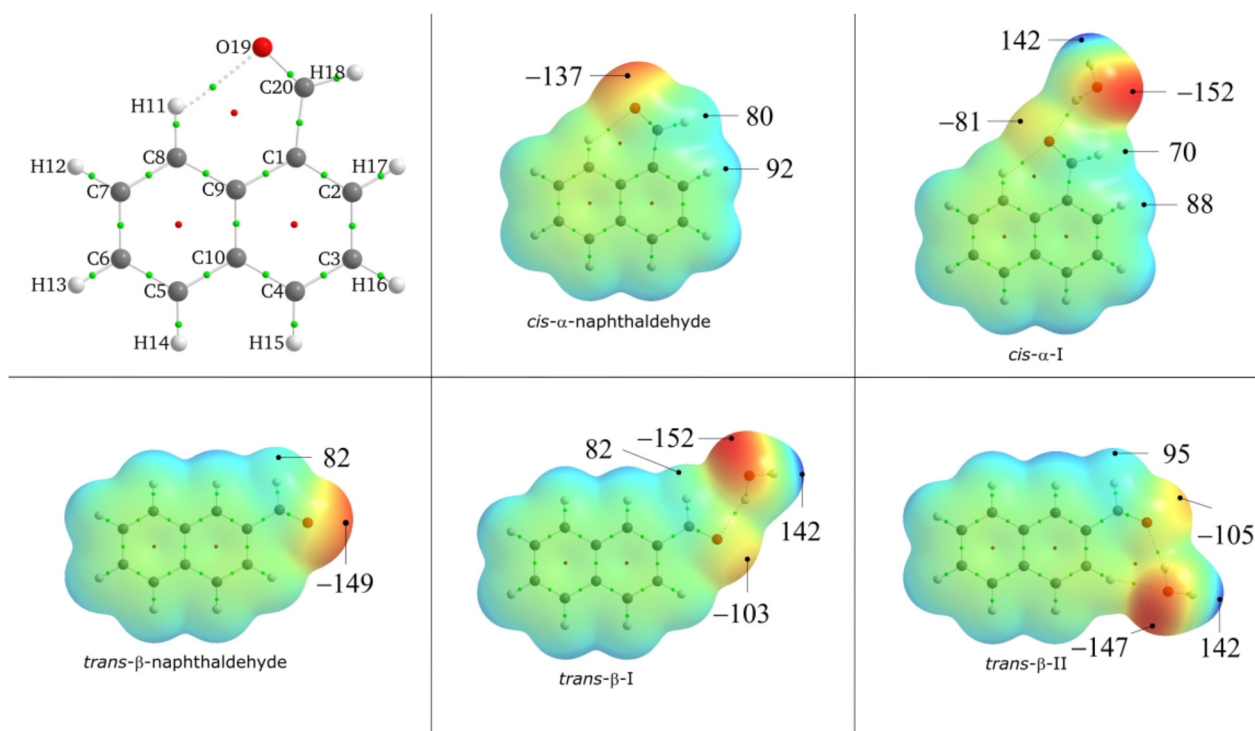 O19
H18
C20
H11
C8
C1
H12
H17
C7
C9
C2
C6
C10
C3
H13
C5
C4
H16
H14
H15
−137
80
92
cis-α-naphthaldehyde
142
−152
−81
70
88
cis-α-I
82
−149
trans-β-naphthaldehyde
−152
82
142
−103
trans-β-I
95
−105
−147
142
trans-β-II